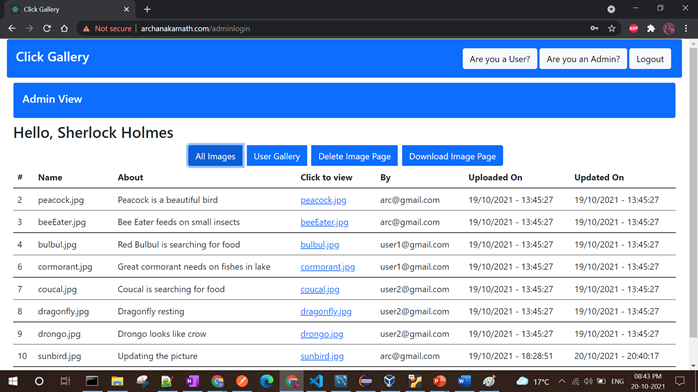 Click Gallery
Not secure | archanakamath.com/adminlogin
ABP
Click Gallery Are you a User? Are you an Admin? Logout
Admin View
Hello, Sherlock Holmes
All Images User Gallery Delete Image Page Download Image Page
# Name About Click to view By Uploaded On Updated On
2 peacock.jpg Peacock is a beautiful bird peacock.jpg arc@gmail.com 19/10/2021 - 13:45:27 19/10/2021 - 13:45:27
3 beeEater.jpg Bee Eater feeds on small insects beeEater.jpg arc@gmail.com 19/10/2021 - 13:45:27 19/10/2021 - 13:45:27
4 bulbul.jpg Red Bulbul is searching for food bulbul.jpg user1@gmail.com 19/10/2021 - 13:45:27 19/10/2021 - 13:45:27
6 cormorant.jpg Great cormorant needs on fishes in lake cormorant.jpg user1@gmail.com 19/10/2021 - 13:45:27 19/10/2021 - 13:45:27
7 coucal.jpg Coucal is searching for food coucal.jpg user2@gmail.com 19/10/2021 - 13:45:27 19/10/2021 - 13:45:27
8 dragonfly.jpg Dragonfly resting dragonfly.jpg user2@gmail.com 19/10/2021 - 13:45:27 19/10/2021 - 13:45:27
9 drongo.jpg Drongo looks like crow drongo.jpg user2@gmail.com 19/10/2021 - 13:45:27 19/10/2021 - 13:45:27
10 sunbird.jpg Updating the picture sunbird.jpg arc@gmail.com 19/10/2021 - 18:28:51 20/10/2021 - 20:40:17
17°C ENG 08:43 PM
20-10-2021